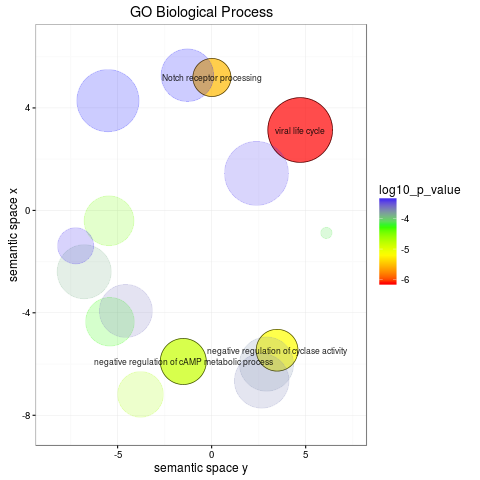 GO Biological Process
Notch receptor processing
viral life cycle
negative regulation of cyclase activity
negative regulation of cAMP metabolic process
semantic space x
4
0
-4
-8
-5
0
5
semantic space y
log10_p_value
-4
-5
-6